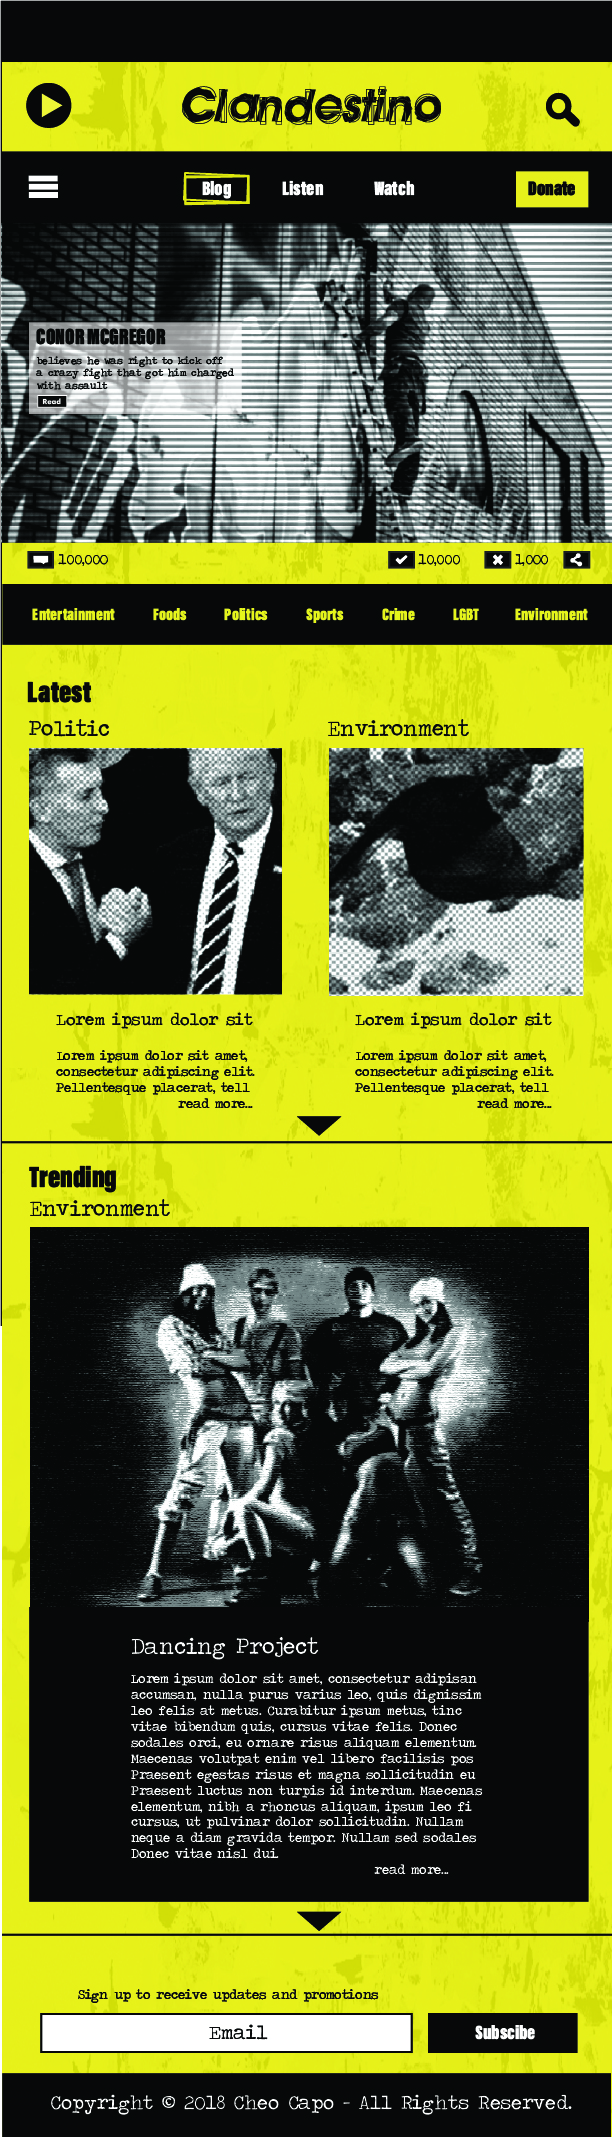 Clandestino
Blog Listen Watch Donate
CONOR MCGREGOR
believes he was right to kick off
a crazy fight that got him charged
with assault
Read
100,000 10,000 1,000
Entertainment Foods Politics Sports Crime LGBT Environment
Latest
Politic
Lorem ipsum dolor sit
Lorem ipsum dolor sit amet,
consectetur adipiscing elit.
Pellentesque placerat, tell
read more...
Environment
Lorem ipsum dolor sit
Lorem ipsum dolor sit amet,
consectetur adipiscing elit.
Pellentesque placerat, tell
read more...
Trending
Environment
Dancing Project
Lorem ipsum dolor sit amet, consectetur adipisan
accumsan, nulla purus varius leo, quis dignissim
leo felis at metus. Curabitur ipsum metus, tinc
vitae bibendum quis, cursus vitae felis. Donec
sodales orci, eu ornare risus aliquam elementum.
Maecenas volutpat enim vel libero facilisis pos
Praesent egestas risus et magna sollicitudin eu
Praesent luctus non turpis id interdum. Maecenas
elementum, nibh a rhoncus aliquam, ipsum leo fi
cursus, ut pulvinar dolor sollicitudin. Nullam
neque a diam gravida tempor. Nullam sed sodales
Donec vitae nisl dui.
read more...
Sign up to receive updates and promotions
Email Subscibe
Copyright © 2018 Cheo Capo - All Rights Reserved.